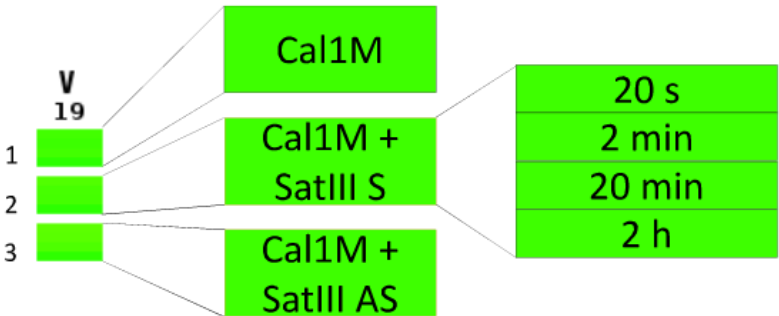 V
19
1
2
3
Cal1M
Cal1M +
SatIII S
Cal1M +
SatIII AS
20 s
2 min
20 min
2 h